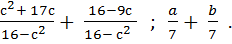 (c² + 17c)/(16−c²) + (16−9c)/(16− c²) ; a/7 + b/7 .